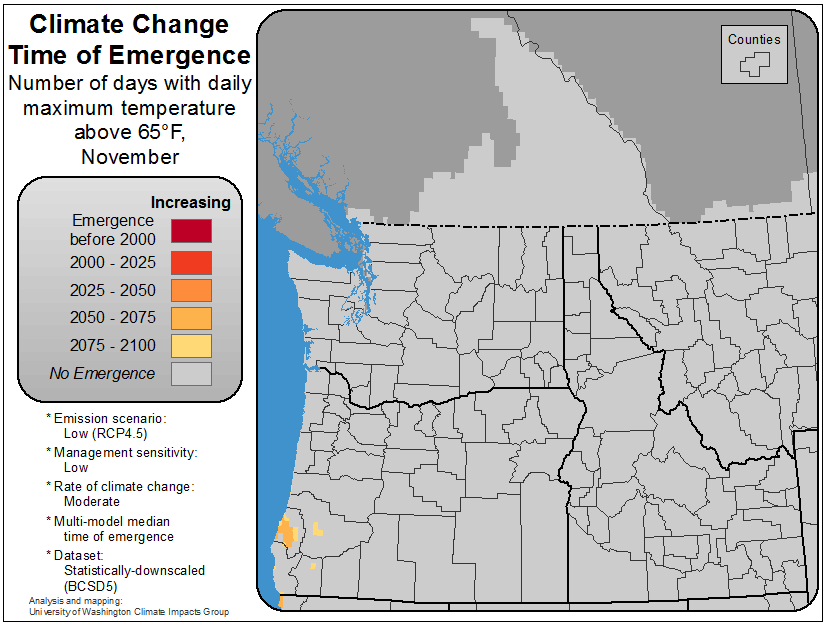 Climate Change
Time of Emergence
Number of days with daily
maximum temperature
above 65°F,
November
Increasing
Emergence
before 2000
2000 - 2025
2025 - 2050
2050 - 2075
2075 - 2100
No Emergence
* Emission scenario:
Low (RCP4.5)
* Management sensitivity:
Low
* Rate of climate change:
Moderate
* Multi-model median
time of emergence
* Dataset:
Statistically-downscaled
(BCSD5)
Analysis and mapping:
University of Washington Climate Impacts Group
Counties